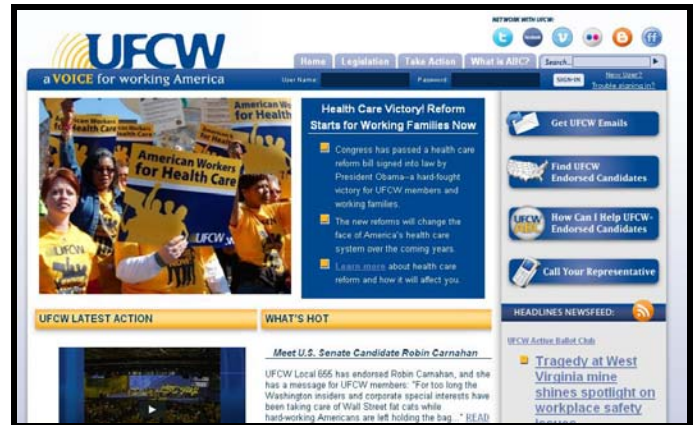 NETWORK WITH UFCW:
UFCW
a VOICE for working America
Home Legislation Take Action What is ABC? Search...
User Name: Password: SIGN-IN New User?
Trouble signing in?
American Workers
for Health Care
UFCW
Health Care Victory! Reform
Starts for Working Families Now
Congress has passed a health care
reform bill signed into law by
President Obama–a hard-fought
victory for UFCW members and
working families.
The new reforms will change the
face of America's health care
system over the coming years.
Learn more about health care
reform and how it will affect you.
Get UFCW Emails
Find UFCW
Endorsed Candidates
UFCW
ABC
How Can I Help UFCW-
Endorsed Candidates
Call Your Representative
UFCW LATEST ACTION
WHAT'S HOT
Meet U.S. Senate Candidate Robin Carnahan
UFCW Local 655 has endorsed Robin Carnahan, and she
has a message for UFCW members: "For too long the
Washington insiders and corporate special interests have
been taking care of Wall Street fat cats while
hard-working Americans are left holding the bag..." READ
HEADLINES NEWSFEED:
UFCW Active Ballot Club
Tragedy at West
Virginia mine
shines spotlight on
workplace safety
issues